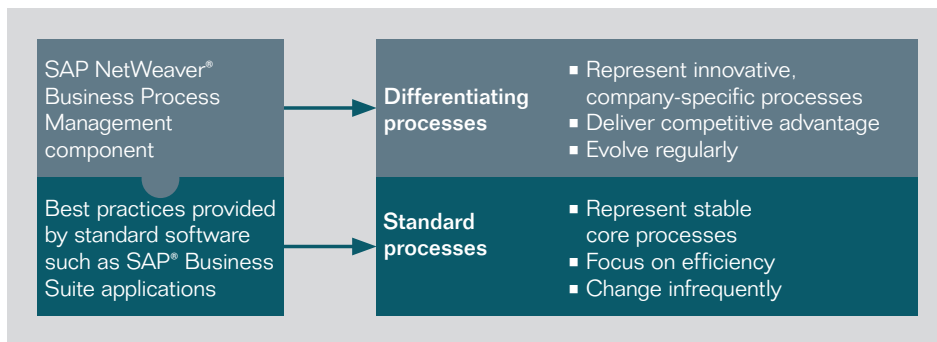 SAP NetWeaver®
Business Process
Management
component
Differentiating
processes
▪ Represent innovative,
company-specific processes
▪ Deliver competitive advantage
▪ Evolve regularly
Best practices provided
by standard software
such as SAP® Business
Suite applications
Standard
processes
▪ Represent stable
core processes
▪ Focus on efficiency
▪ Change infrequently